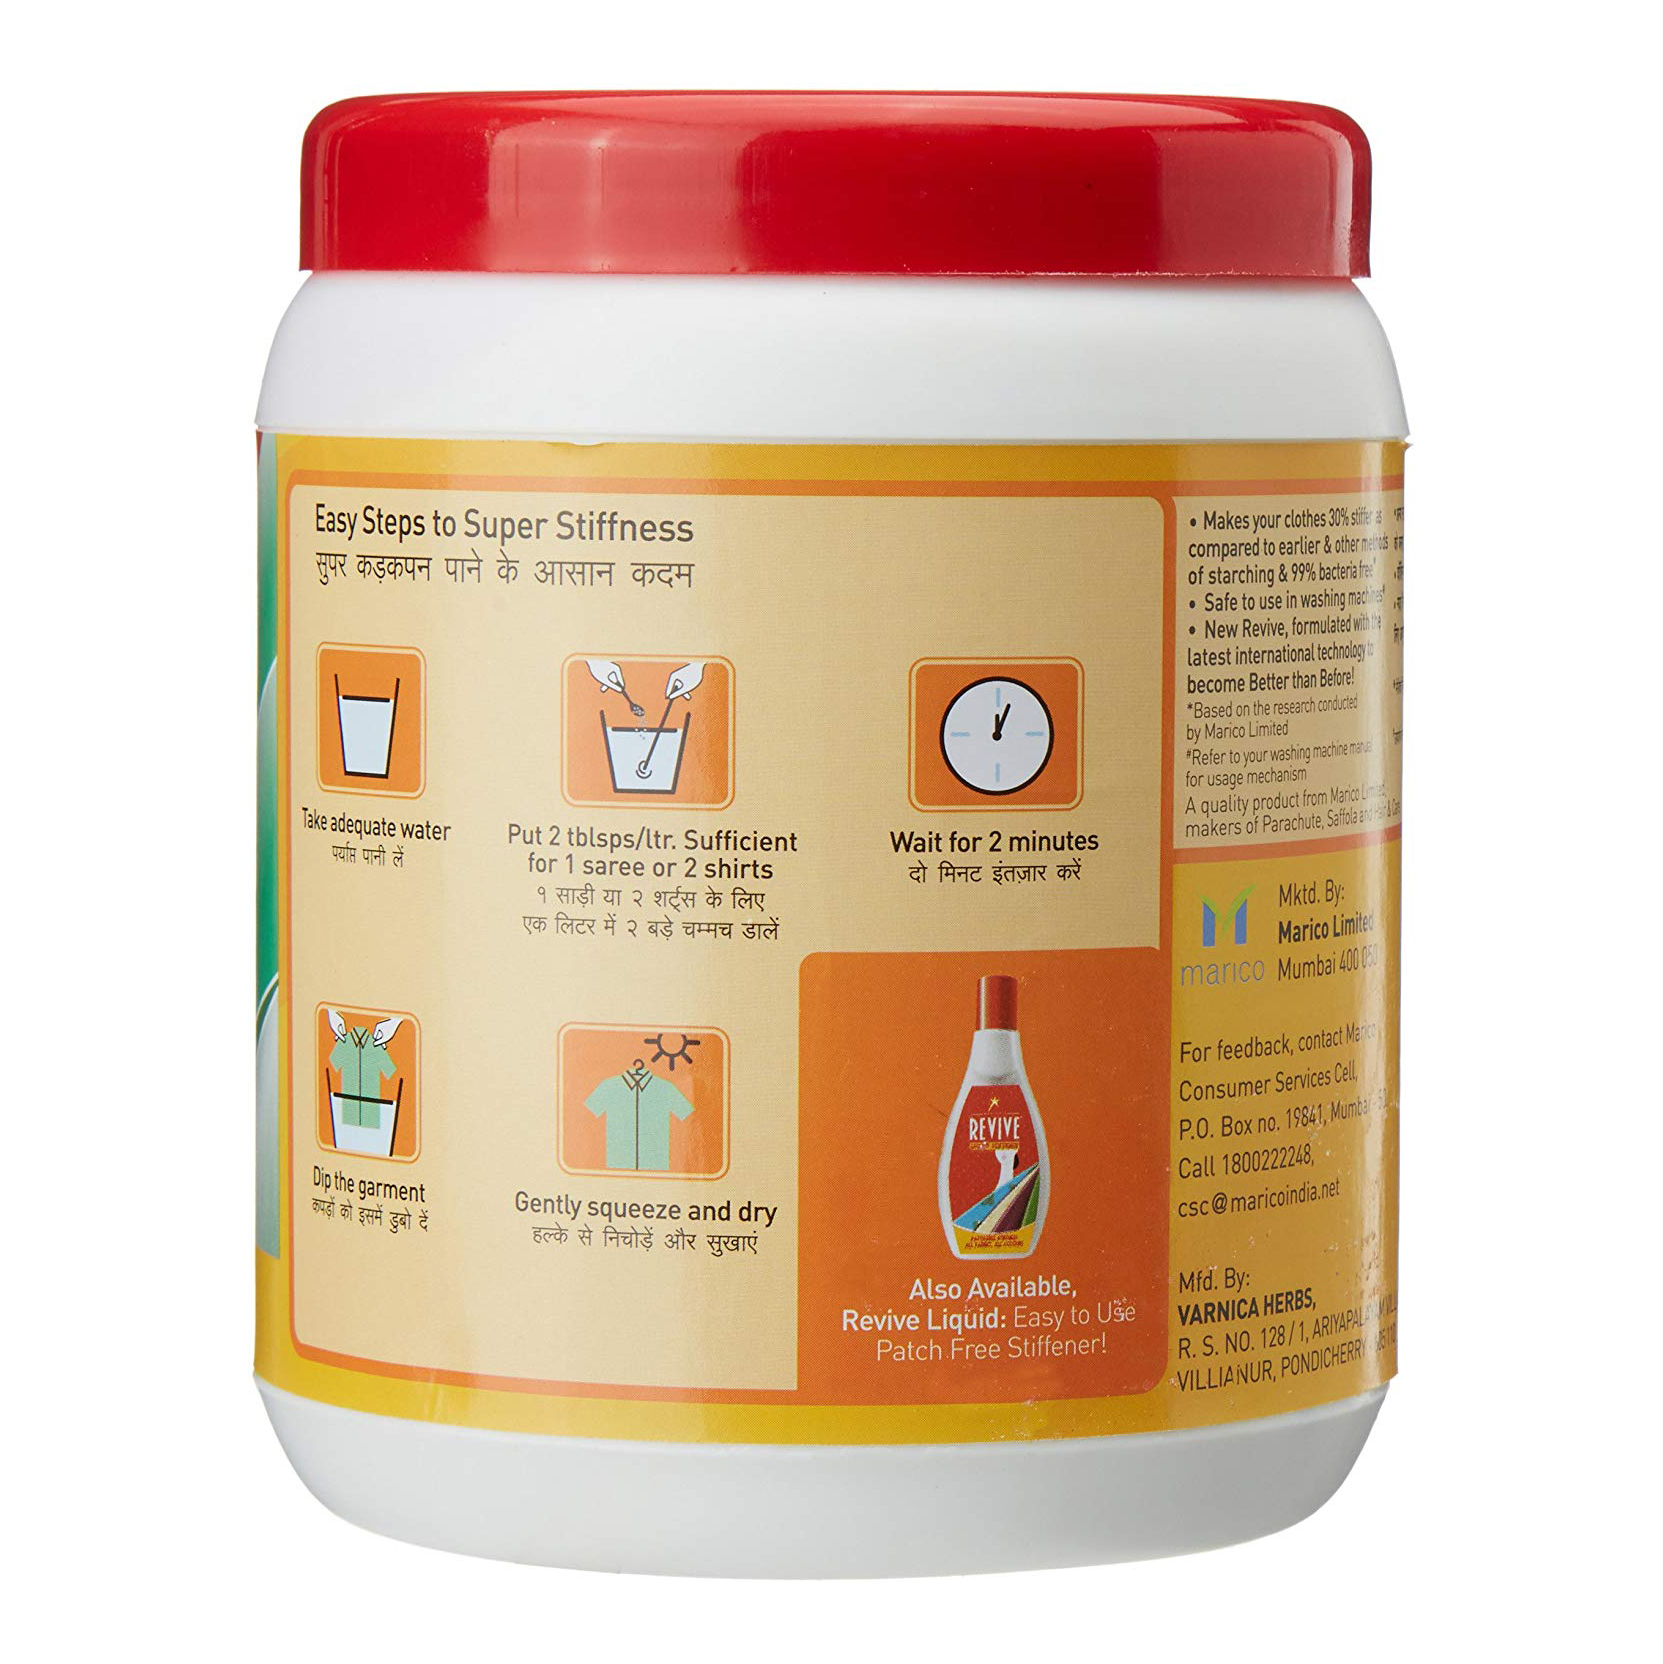 Easy Steps to Super Stiffness
सुपर कड़कपन पाने के आसान कदम
Take adequate water
पर्याप्त पानी लें
Put 2 tblsps/ltr. Sufficient
for 1 saree or 2 shirts
१ साड़ी या २ शर्ट्स के लिए
एक लिटर में २ बड़े चम्मच डालें
Wait for 2 minutes
दो मिनट इंतज़ार करें
Dip the garment
कपड़ों को इसमें डुबो दें
Gently squeeze and dry
हल्के से निचोड़ें और सुखाएं
REVIVE
Also Available,
Revive Liquid: Easy to Use
Patch Free Stiffener!
• Makes your clothes 30% stiffer as
compared to earlier & other methods
of starching & 99% bacteria free*
• Safe to use in washing machines#
• New Revive, formulated with the
latest international technology to
become Better than Before!
*Based on the research conducted
by Marico Limited
#Refer to your washing machine manual
for usage mechanism
A quality product from Marico Limited,
makers of Parachute, Saffola and Hair & Care
marico
Mktd. By:
Marico Limited
Mumbai 400 050
For feedback, contact Marico
Consumer Services Cell,
P.O. Box no. 19841, Mumbai - 50
Call 1800222248,
csc@maricoindia.net
Mfd. By:
VARNICA HERBS,
R. S. NO. 128 / 1, ARIYAPALAYAM
VILLIANUR, PONDICHERRY